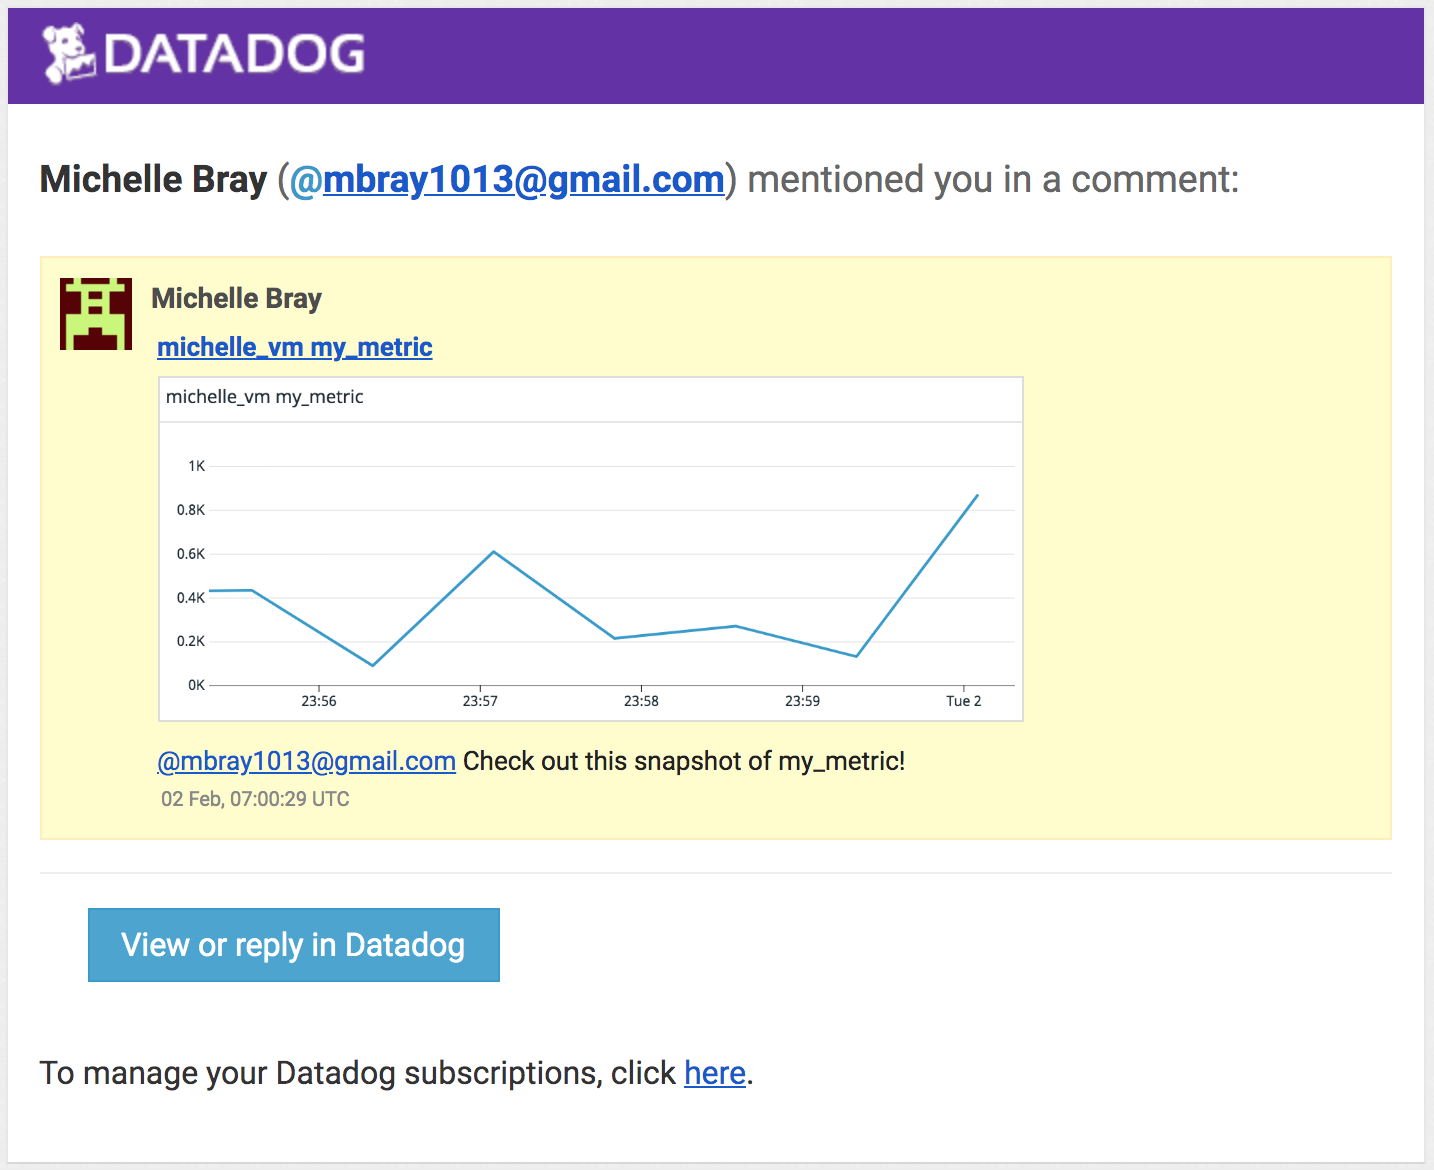 DATADOG
Michelle Bray (@mbray1013@gmail.com) mentioned you in a comment:
Michelle Bray
michelle_vm my_metric
michelle_vm my_metric
1K
0.8K
0.6K
0.4K
0.2K
0K
23:56 23:57 23:58 23:59 Tue 2
@mbray1013@gmail.com Check out this snapshot of my_metric!
02 Feb, 07:00:29 UTC
View or reply in Datadog
To manage your Datadog subscriptions, click here.